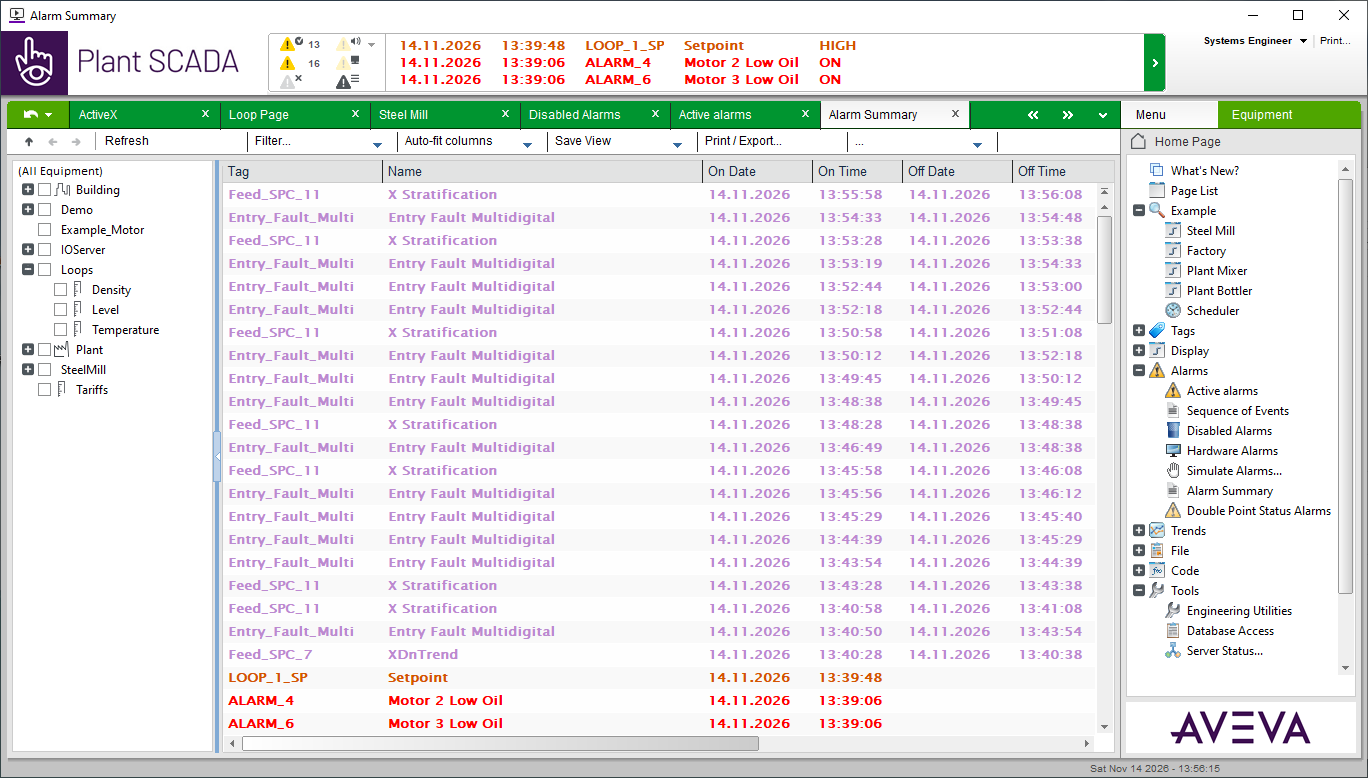 Alarm Summary
Plant SCADA
13
16
14.11.2026 13:39:48 LOOP_1_SP Setpoint HIGH
14.11.2026 13:39:06 ALARM_4 Motor 2 Low Oil ON
14.11.2026 13:39:06 ALARM_6 Motor 3 Low Oil ON
Systems Engineer Print...
ActiveX x Loop Page x Steel Mill x Disabled Alarms x Active alarms x Alarm Summary x
Menu Equipment
Refresh Filter... Auto-fit columns Save View Print / Export... ...
Home Page
(All Equipment)
Building
Demo
Example_Motor
IOServer
Loops
Density
Level
Temperature
Plant
SteelMill
Tariffs
Tag Name On Date On Time Off Date Off Time
Feed_SPC_11 X Stratification 14.11.2026 13:55:58 14.11.2026 13:56:08
Entry_Fault_Multi Entry Fault Multidigital 14.11.2026 13:54:33 14.11.2026 13:54:48
Feed_SPC_11 X Stratification 14.11.2026 13:53:28 14.11.2026 13:53:38
Entry_Fault_Multi Entry Fault Multidigital 14.11.2026 13:53:19 14.11.2026 13:54:33
Entry_Fault_Multi Entry Fault Multidigital 14.11.2026 13:52:44 14.11.2026 13:53:00
Entry_Fault_Multi Entry Fault Multidigital 14.11.2026 13:52:18 14.11.2026 13:52:44
Feed_SPC_11 X Stratification 14.11.2026 13:50:58 14.11.2026 13:51:08
Entry_Fault_Multi Entry Fault Multidigital 14.11.2026 13:50:12 14.11.2026 13:52:18
Entry_Fault_Multi Entry Fault Multidigital 14.11.2026 13:49:45 14.11.2026 13:50:12
Entry_Fault_Multi Entry Fault Multidigital 14.11.2026 13:48:38 14.11.2026 13:49:45
Feed_SPC_11 X Stratification 14.11.2026 13:48:28 14.11.2026 13:48:38
Entry_Fault_Multi Entry Fault Multidigital 14.11.2026 13:46:49 14.11.2026 13:48:38
Feed_SPC_11 X Stratification 14.11.2026 13:45:58 14.11.2026 13:46:08
Entry_Fault_Multi Entry Fault Multidigital 14.11.2026 13:45:56 14.11.2026 13:46:12
Entry_Fault_Multi Entry Fault Multidigital 14.11.2026 13:45:29 14.11.2026 13:45:40
Entry_Fault_Multi Entry Fault Multidigital 14.11.2026 13:44:39 14.11.2026 13:45:29
Entry_Fault_Multi Entry Fault Multidigital 14.11.2026 13:43:54 14.11.2026 13:44:39
Feed_SPC_11 X Stratification 14.11.2026 13:43:28 14.11.2026 13:43:38
Feed_SPC_11 X Stratification 14.11.2026 13:40:58 14.11.2026 13:41:08
Entry_Fault_Multi Entry Fault Multidigital 14.11.2026 13:40:50 14.11.2026 13:43:54
Feed_SPC_7 XDnTrend 14.11.2026 13:40:28 14.11.2026 13:40:38
LOOP_1_SP Setpoint 14.11.2026 13:39:48
ALARM_4 Motor 2 Low Oil 14.11.2026 13:39:06
ALARM_6 Motor 3 Low Oil 14.11.2026 13:39:06
What's New?
Page List
Example
Steel Mill
Factory
Plant Mixer
Plant Bottler
Scheduler
Tags
Display
Alarms
Active alarms
Sequence of Events
Disabled Alarms
Hardware Alarms
Simulate Alarms...
Alarm Summary
Double Point Status Alarms
Trends
File
Code
Tools
Engineering Utilities
Database Access
Server Status...
AVEVA
Sat Nov 14 2026 - 13:56:15